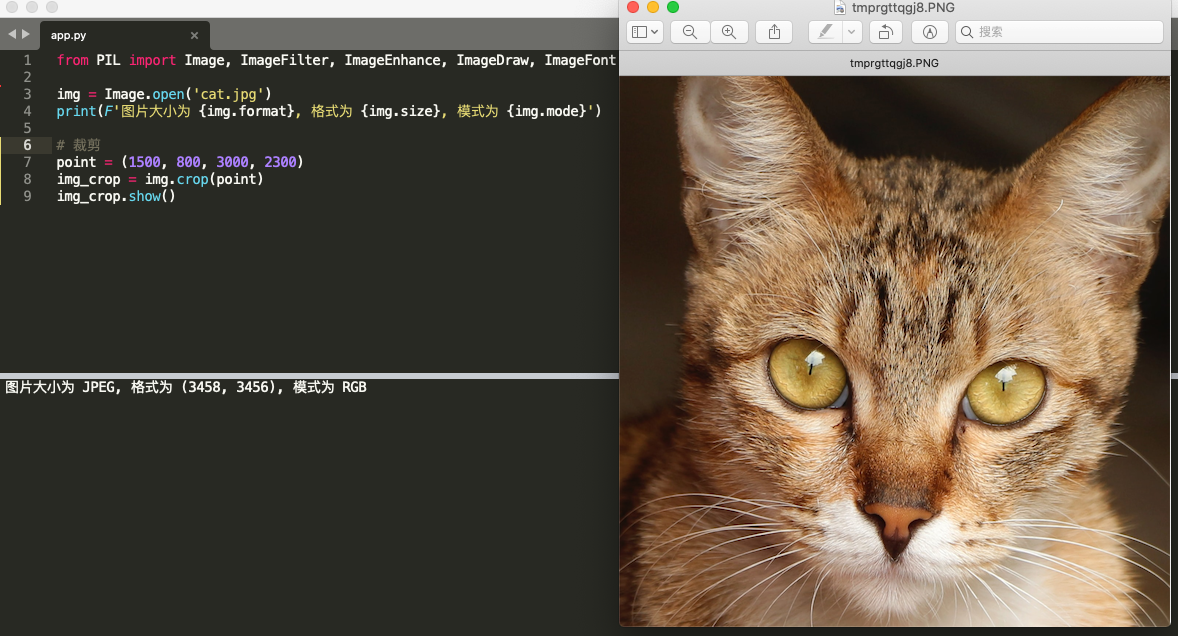 app.py
1 from PIL import Image, ImageFilter, ImageEnhance, ImageDraw, ImageFont
2
3 img = Image.open('cat.jpg')
4 print(F'图片大小为 {img.format}, 格式为 {img.size}, 模式为 {img.mode}')
5
6 # 裁剪
7 point = (1500, 800, 3000, 2300)
8 img_crop = img.crop(point)
9 img_crop.show()
图片大小为 JPEG, 格式为 (3458, 3456), 模式为 RGB
tmprgttqgj8.PNG
搜索
tmprgttqgj8.PNG